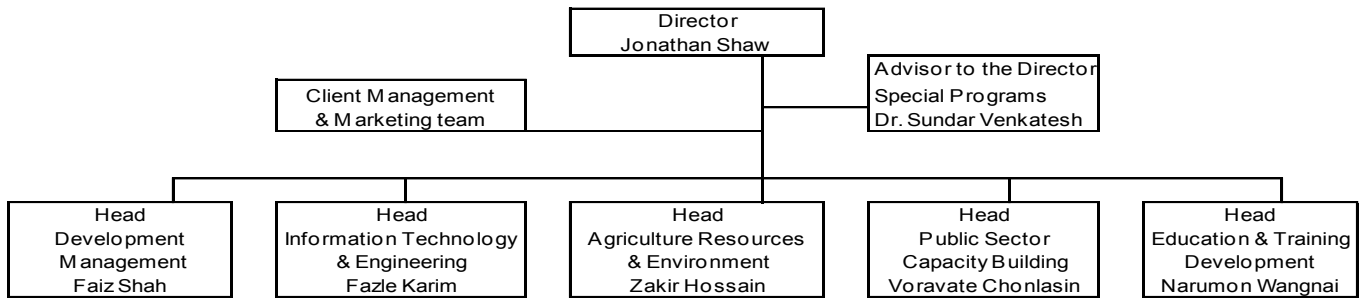 Director
Jonathan Shaw
Client Management
& Marketing team
Advisor to the Director
Special Programs
Dr. Sundar Venkatesh
Head
Development
Management
Faiz Shah
Head
Information Technology
& Engineering
Fazle Karim
Head
Agriculture Resources
& Environment
Zakir Hossain
Head
Public Sector
Capacity Building
Voravate Chonlasin
Head
Education & Training
Development
Narumon Wangnai